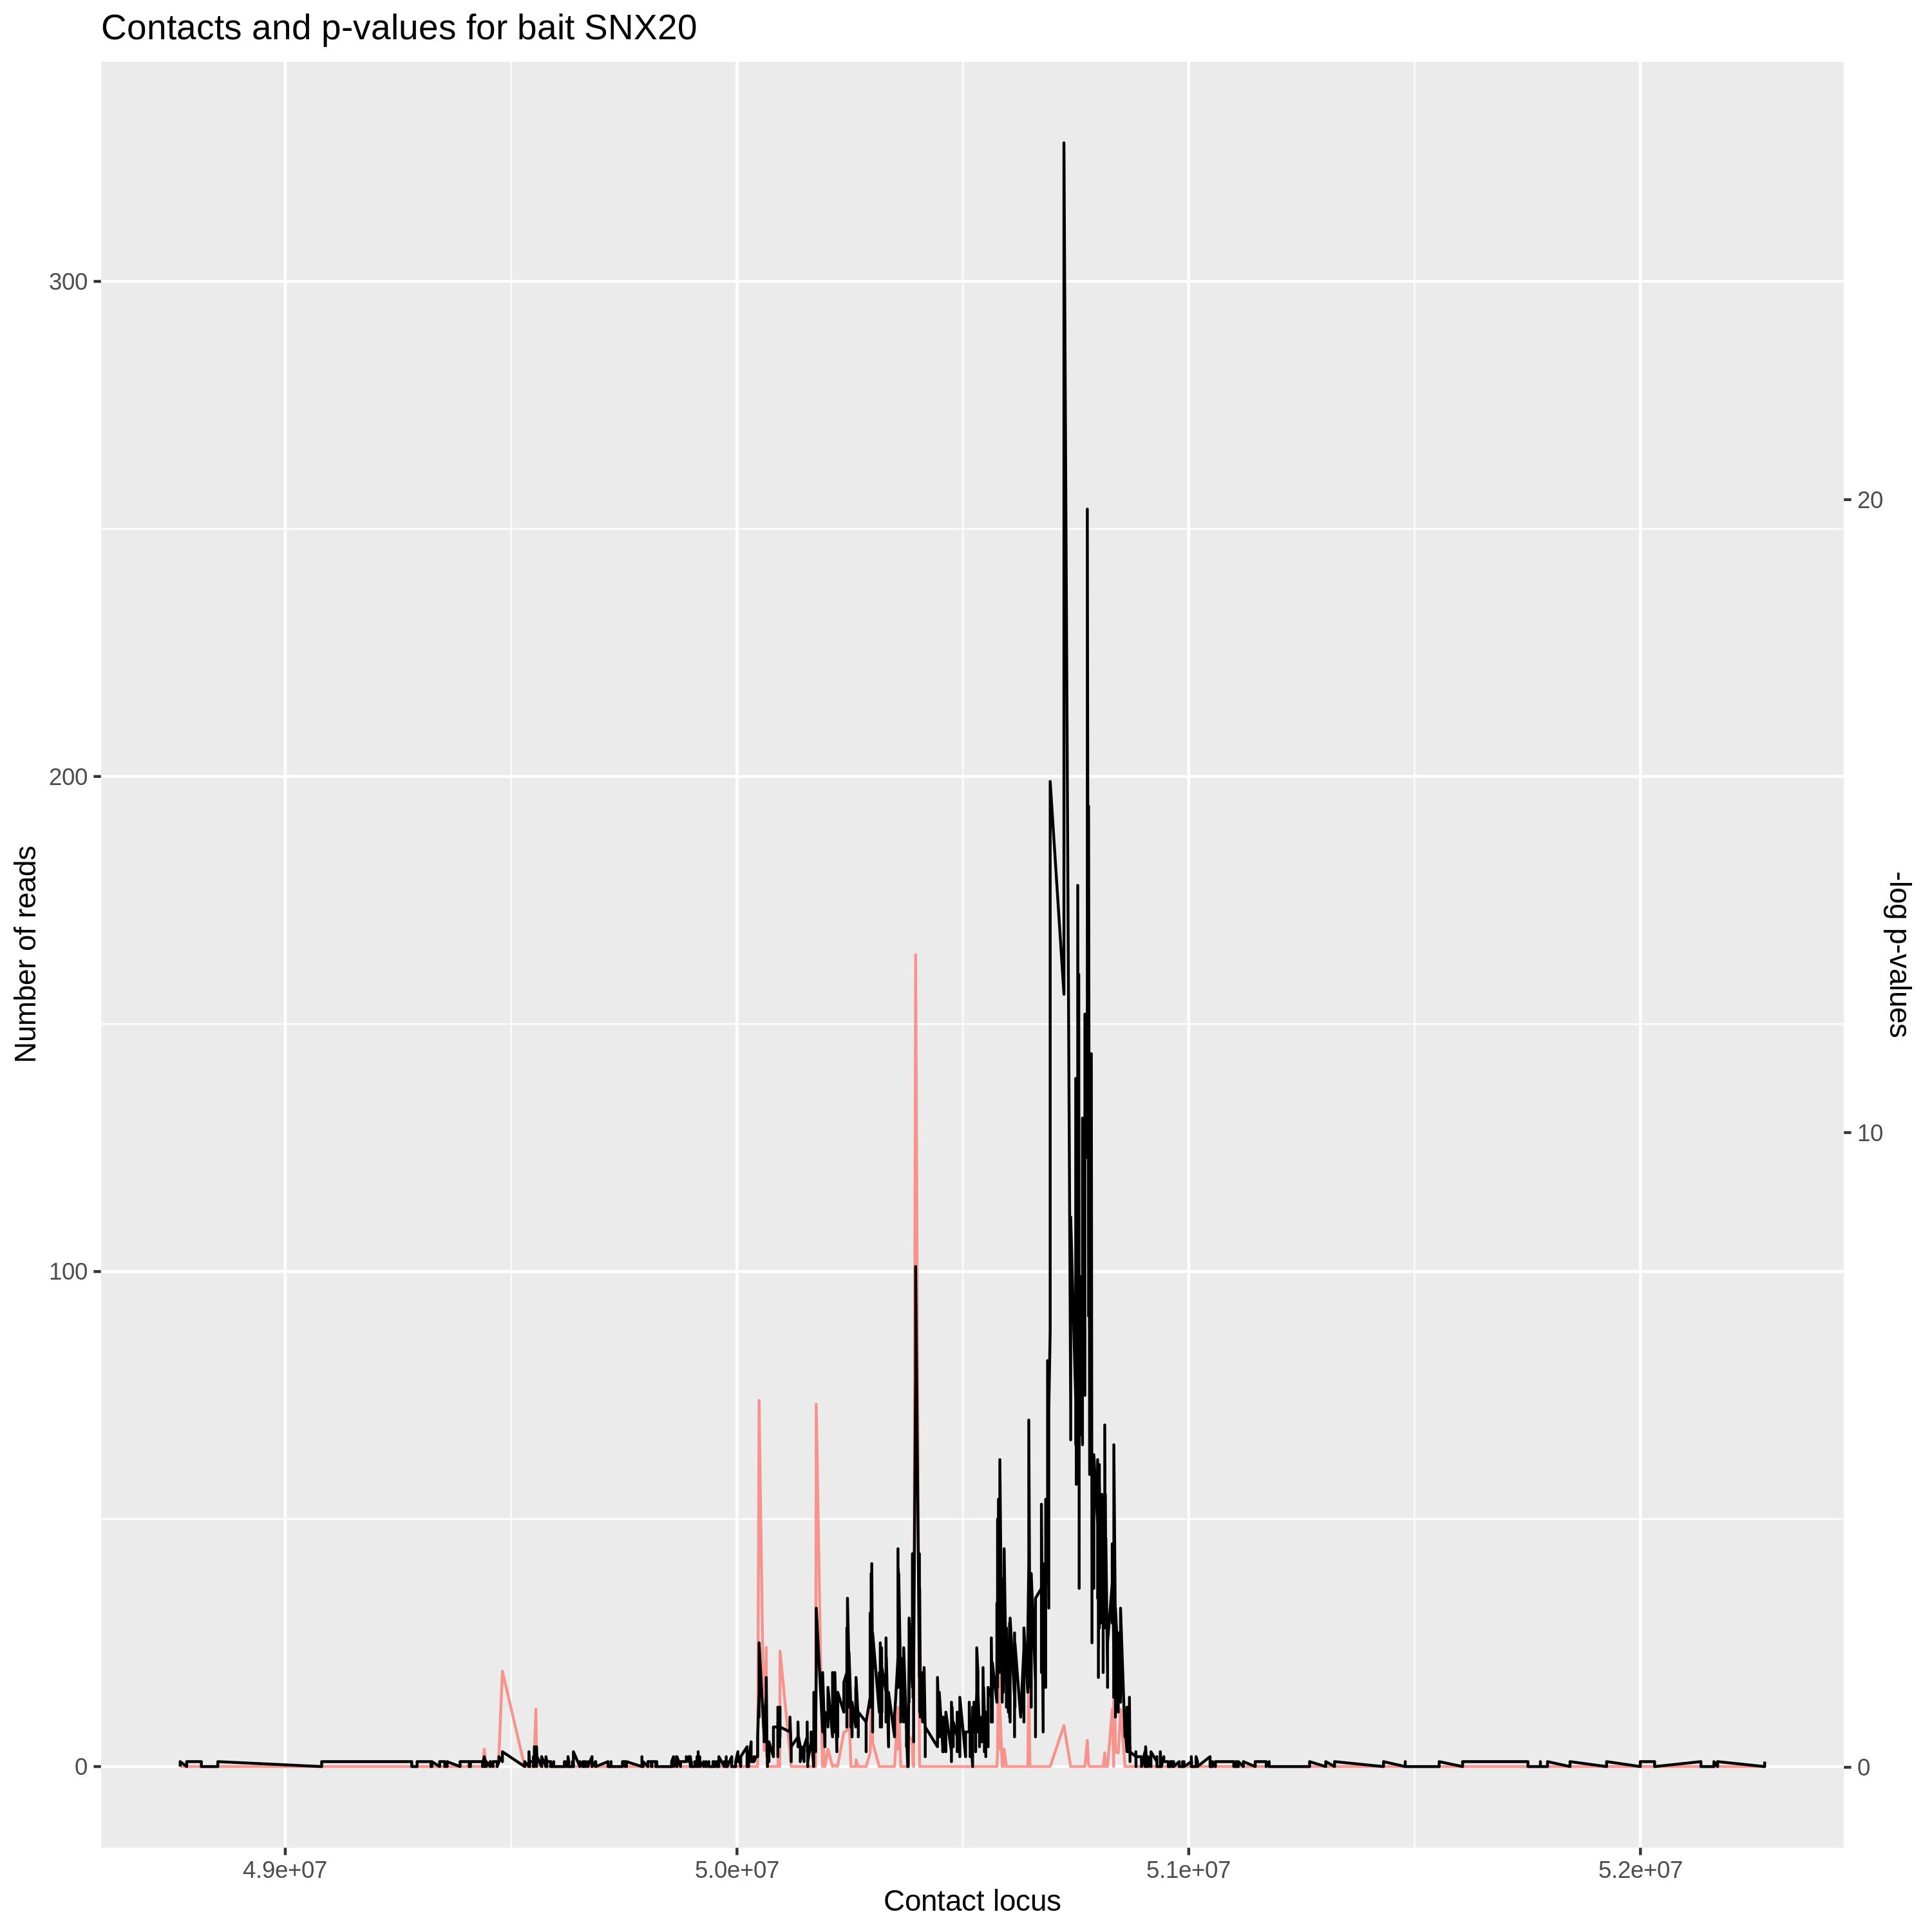 Contacts and p-values for bait SNX20
300
200
100
0
20
10
0
Number of reads
-log p-values
4.9e+07
5.0e+07
5.1e+07
5.2e+07
Contact locus